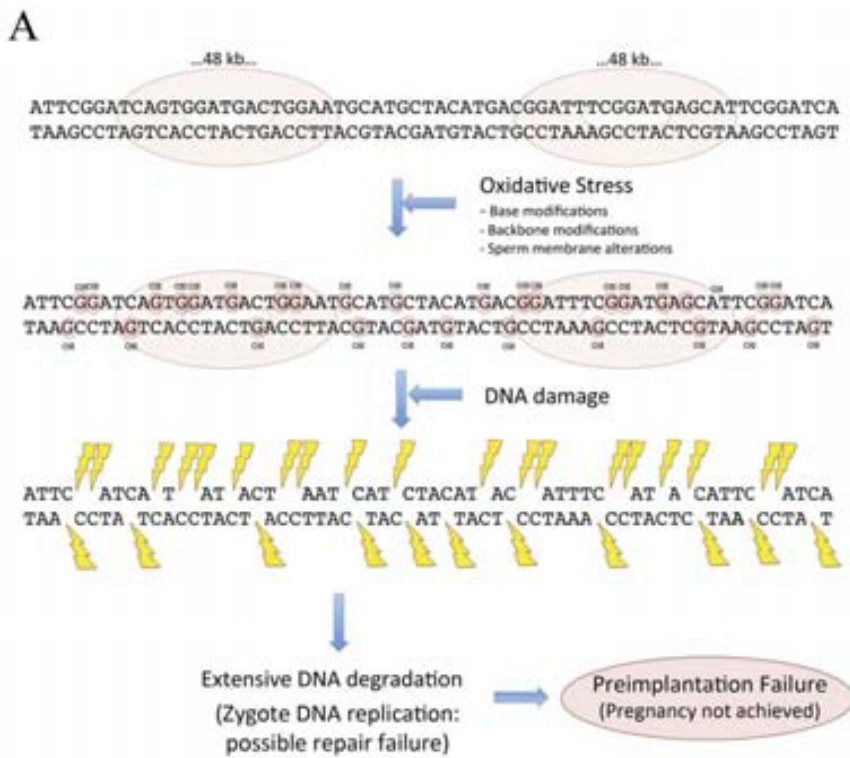 A
...48 kb... ...48 kb...
ATTCGGATCAGTGGATGACTGGAATGCATGCTACATGACGGATTTCGGATGAGCATTCGGATCA
TAAGCCTAGTCACCTACTGACCTTACGTACGATGTACTGCCTAAAGCCTACTCGTAAGCCTAGT
Oxidative Stress
- Base modifications
- Backbone modifications
- Sperm membrane alterations
ATTCGGATCAGTGGATGACTGGAATGCATGCTACATGACGGATTTCGGATGAGCATTCGGATCA
TAAGCCTAGTCACCTACTGACCTTACGTACGATGTACTGCCTAAAGCCTACTCGTAAGCCTAGT
DNA damage
ATTC ATCA T AT ACT AAT CAT CTACAT AC ATTTC AT A CATTC ATCA
TAA CCTA TCACCTACT ACCTTAC TAC AT TACT CCTAAA CCTACTC TAA CCTA T
Extensive DNA degradation
(Zygote DNA replication:
possible repair failure)
Preimplantation Failure
(Pregnancy not achieved)